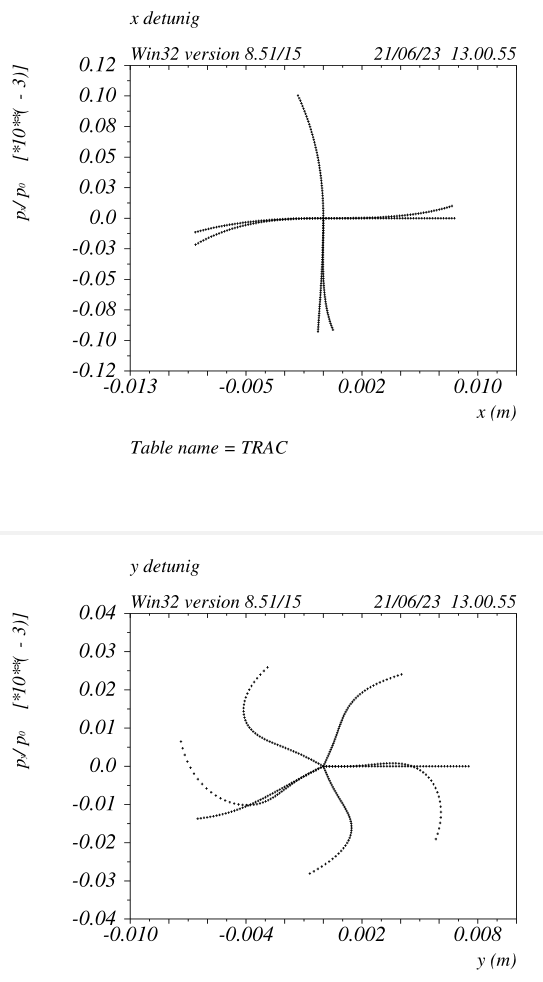 x detunig
Win32 version 8.51/15 21/06/23 13.00.55
0.12
0.10
0.08
0.05
0.03
0.0
-0.03
-0.05
-0.08
-0.10
-0.12
[*10**( - 3)]
-0.013 -0.005 0.002 0.010
x (m)
Table name = TRAC
y detunig
Win32 version 8.51/15 21/06/23 13.00.55
0.04
0.03
0.02
0.01
0.0
-0.01
-0.02
-0.03
-0.04
[*10**( - 3)]
-0.010 -0.004 0.002 0.008
y (m)